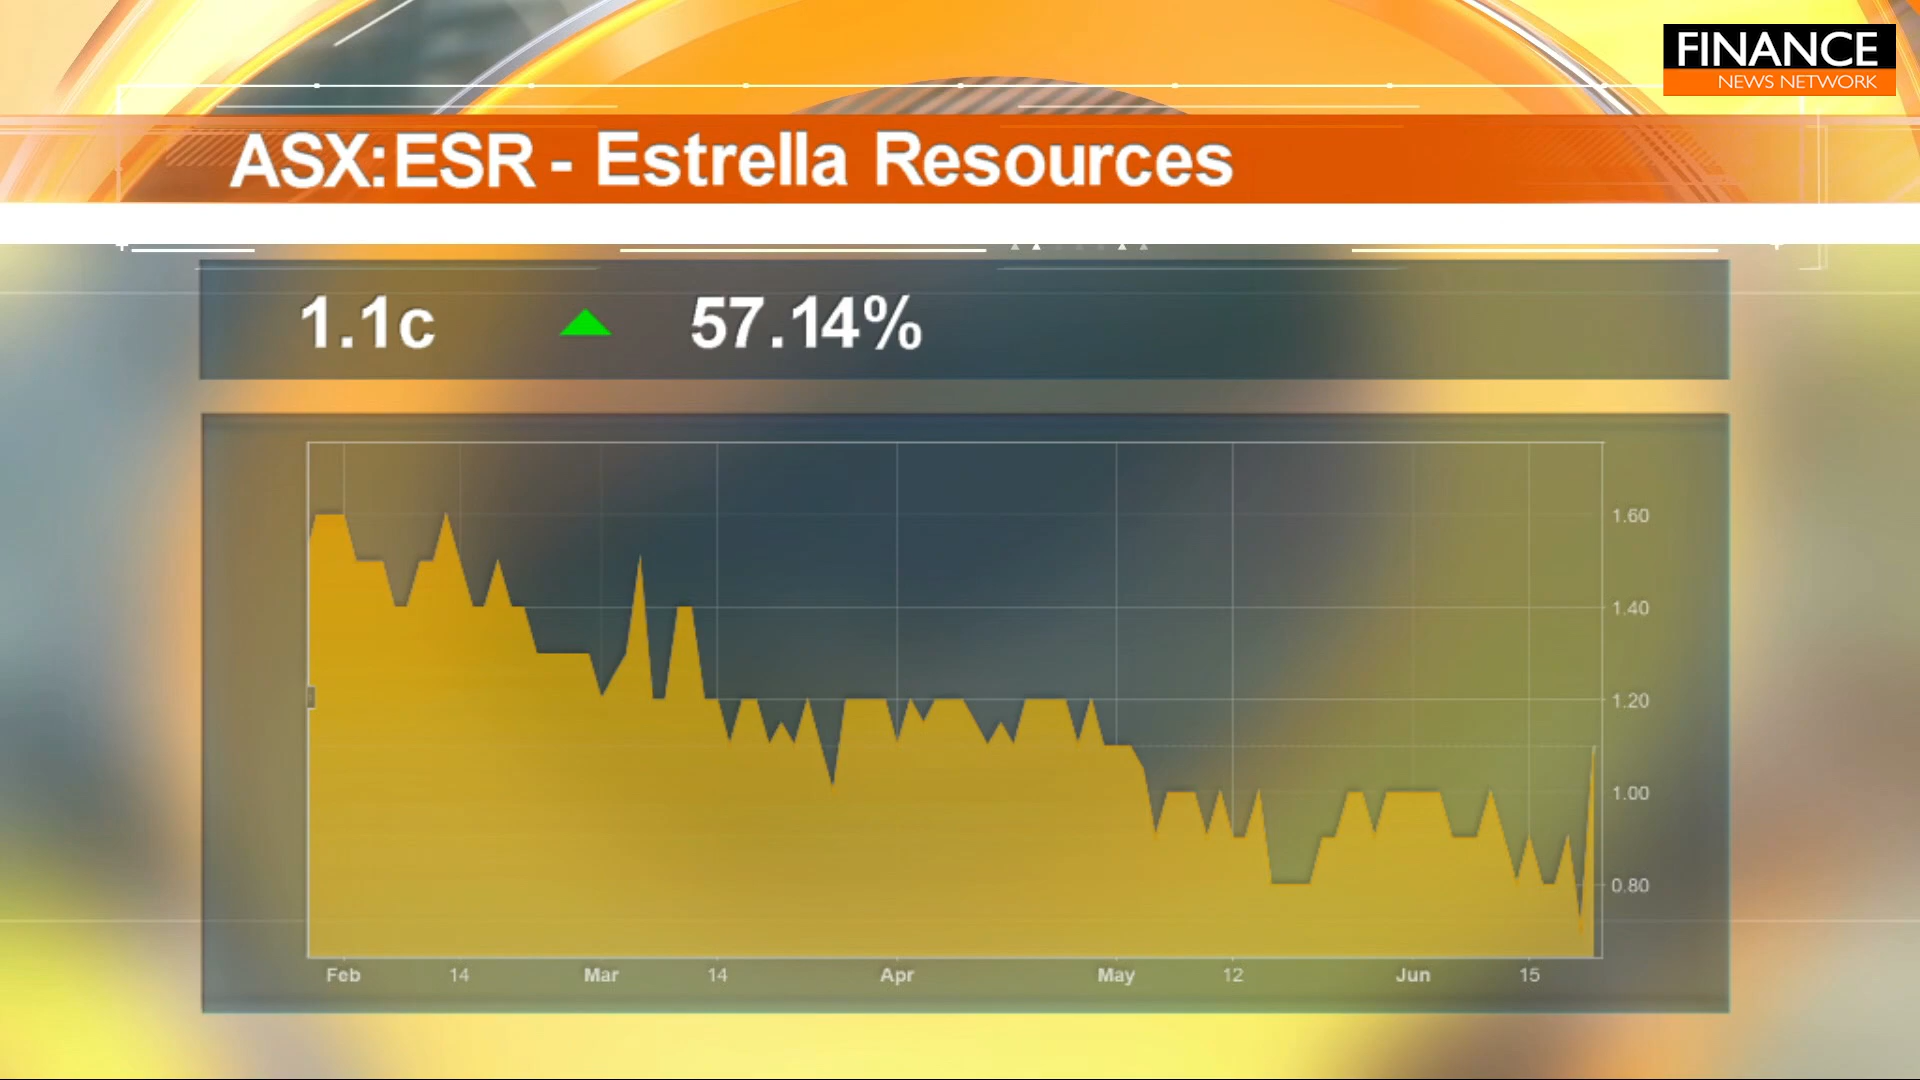 FINANCE
NEWS NETWORK
ASX:ESR - Estrella Resources
1.1c 57.14%
1.60
1.40
1.20
1.00
0.80
Feb 14 Mar 14 Apr May 12 Jun 15